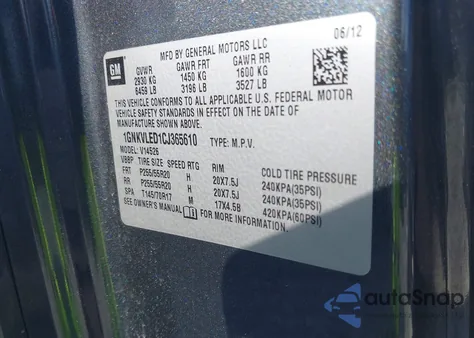 06/12
MFD BY GENERAL MOTORS LLC
GM
GVWR GAWR FRT GAWR RR
2930 KG 1450 KG 1600 KG
6459 LB 3196 LB 3527 LB
THIS VEHICLE CONFORMS TO ALL APPLICABLE U.S. FEDERAL MOTOR
VEHICLE SAFETY STANDARDS IN EFFECT ON THE DATE OF
MANUFACTURE SHOWN ABOVE.
1GNKVLED1CJ365610 TYPE: M.P.V.
MODEL: V14526
VBBP TIRE SIZE SPEED RTG RIM COLD TIRE PRESSURE
FRT P255/55R20 H 20X7.5J 240KPA(35PSI)
RR P255/55R20 H 20X7.5J 240KPA(35PSI)
SPA T145/70R17 M 17X4.5B 420KPA(60PSI)
SEE OWNER'S MANUAL FOR MORE INFORMATION.
autoSnap